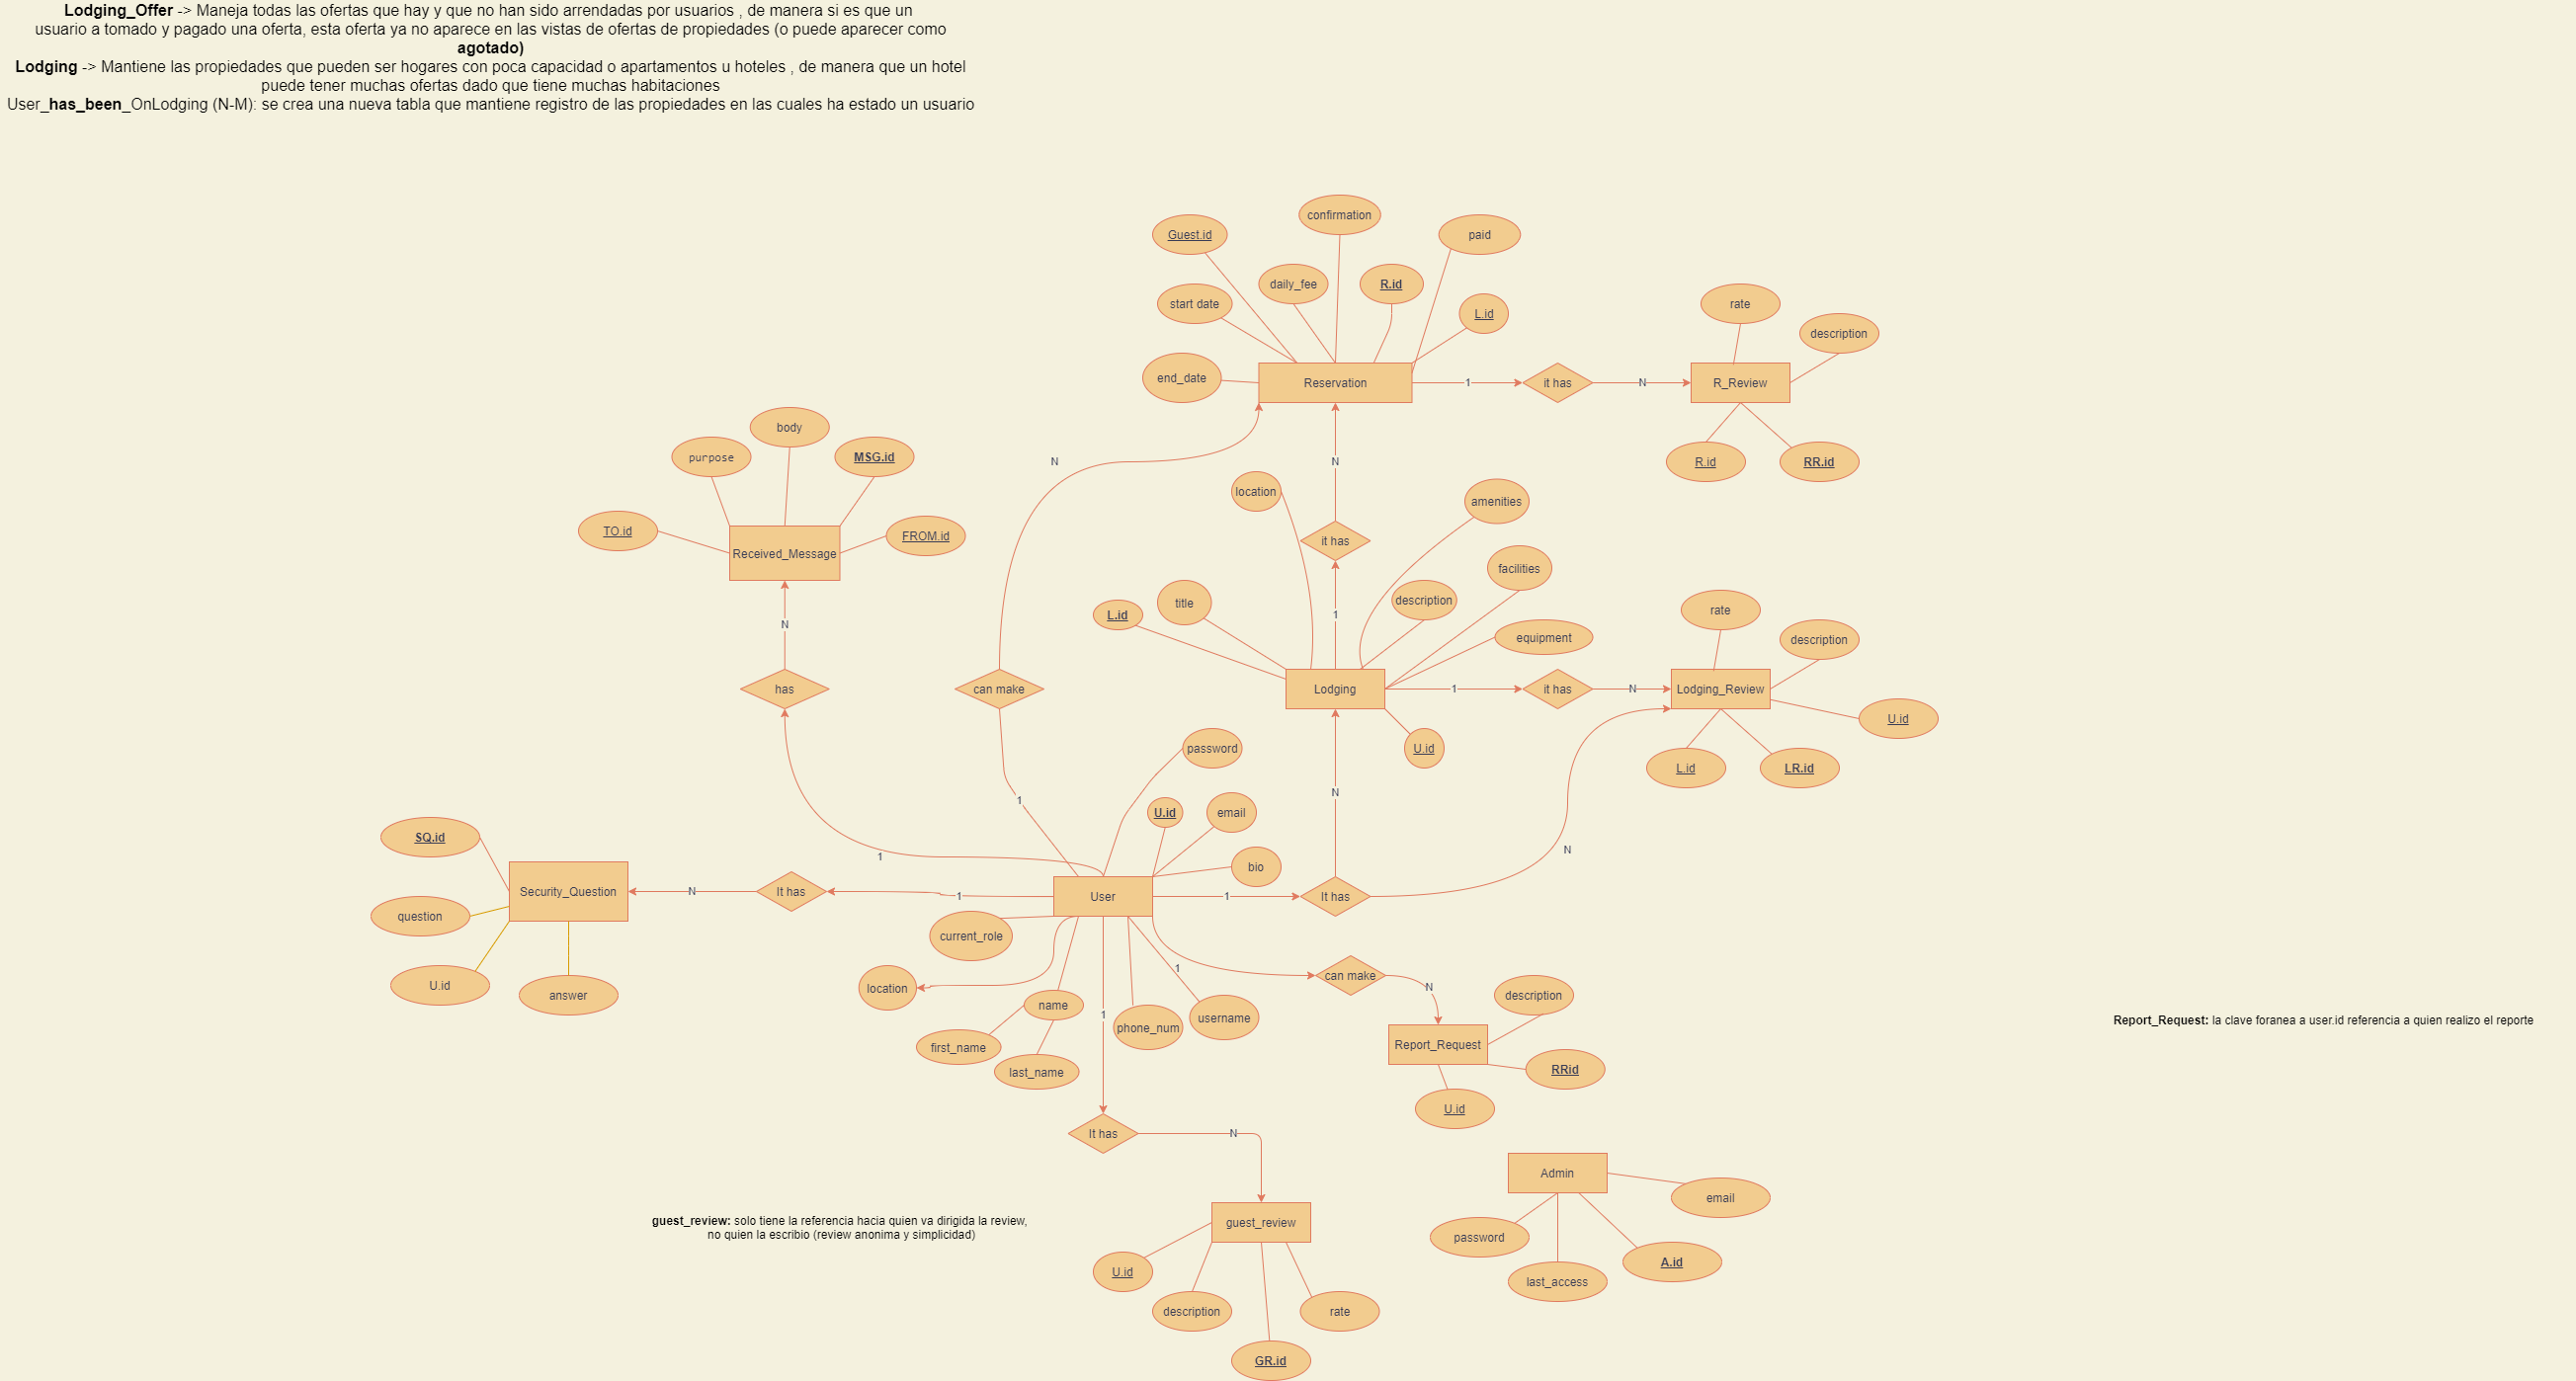 Lodging_Offer -> Maneja todas las ofertas que hay y que no han sido arrendadas por usuarios , de manera si es que un
usuario a tomado y pagado una oferta, esta oferta ya no aparece en las vistas de ofertas de propiedades (o puede aparecer como
agotado)
Lodging -> Mantiene las propiedades que pueden ser hogares con poca capacidad o apartamentos u hoteles , de manera que un hotel
puede tener muchas ofertas dado que tiene muchas habitaciones
User_has_been_OnLodging (N-M): se crea una nueva tabla que mantiene registro de las propiedades en las cuales ha estado un usuario
confirmation
Guest.id
paid
daily_fee
R.id
start date
L.id
rate
description
end_date
Reservation
1
it has
N
R_Review
R.id
RR.id
body
purpose
MSG.id
TO.id
FROM.id
Received_Message
N
N
location
amenities
it has
facilities
description
L.id
title
1
equipment
rate
description
N
has
can make
Lodging
1
it has
N
Lodging_Review
U.id
L.id
LR.id
U.id
password
N
1
U.id
email
SQ.id
1
bio
N
Security_Question
N
It has
1
User
1
It has
question
U.id
answer
current_role
location
name
first_name
last_name
1
phone_num
username
1
can make
N
description
Report_Request
RRid
U.id
Report_Request: la clave foranea a user.id referencia a quien realizo el reporte
It has
N
Admin
email
password
A.id
last_access
guest_review: solo tiene la referencia hacia quien va dirigida la review,
no quien la escribio (review anonima y simplicidad)
guest_review
U.id
description
rate
GR.id